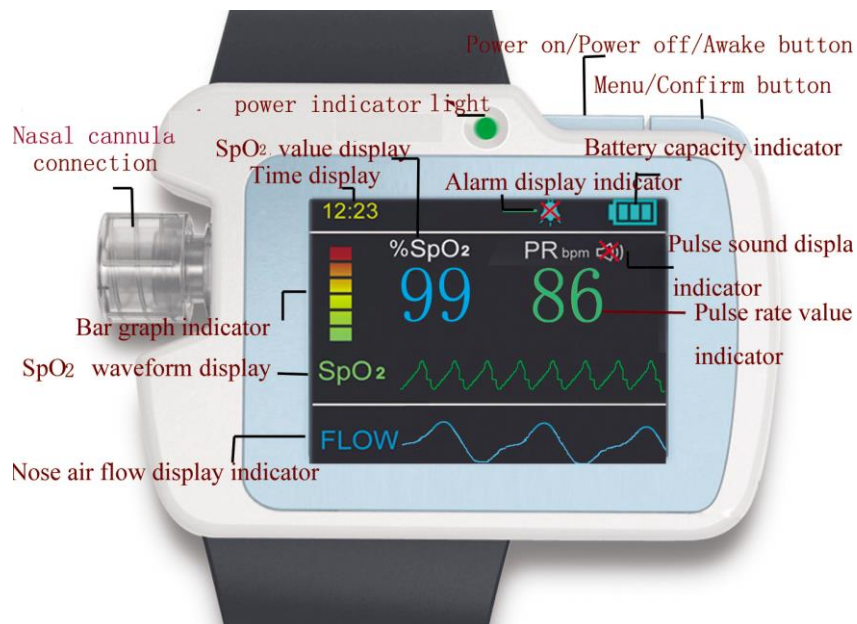 Power on/Power off/Awake button
Menu/Confirm button
power indicator light
Nasal cannula
connection
SpO₂ value display
Battery capacity indicator
Time display
Alarm display indicator
12:23
%SpO₂
PR bpm
Pulse sound displa
indicator
99
86
Bar graph indicator
Pulse rate value
indicator
SpO₂ waveform display
SpO₂
FLOW
Nose air flow display indicator